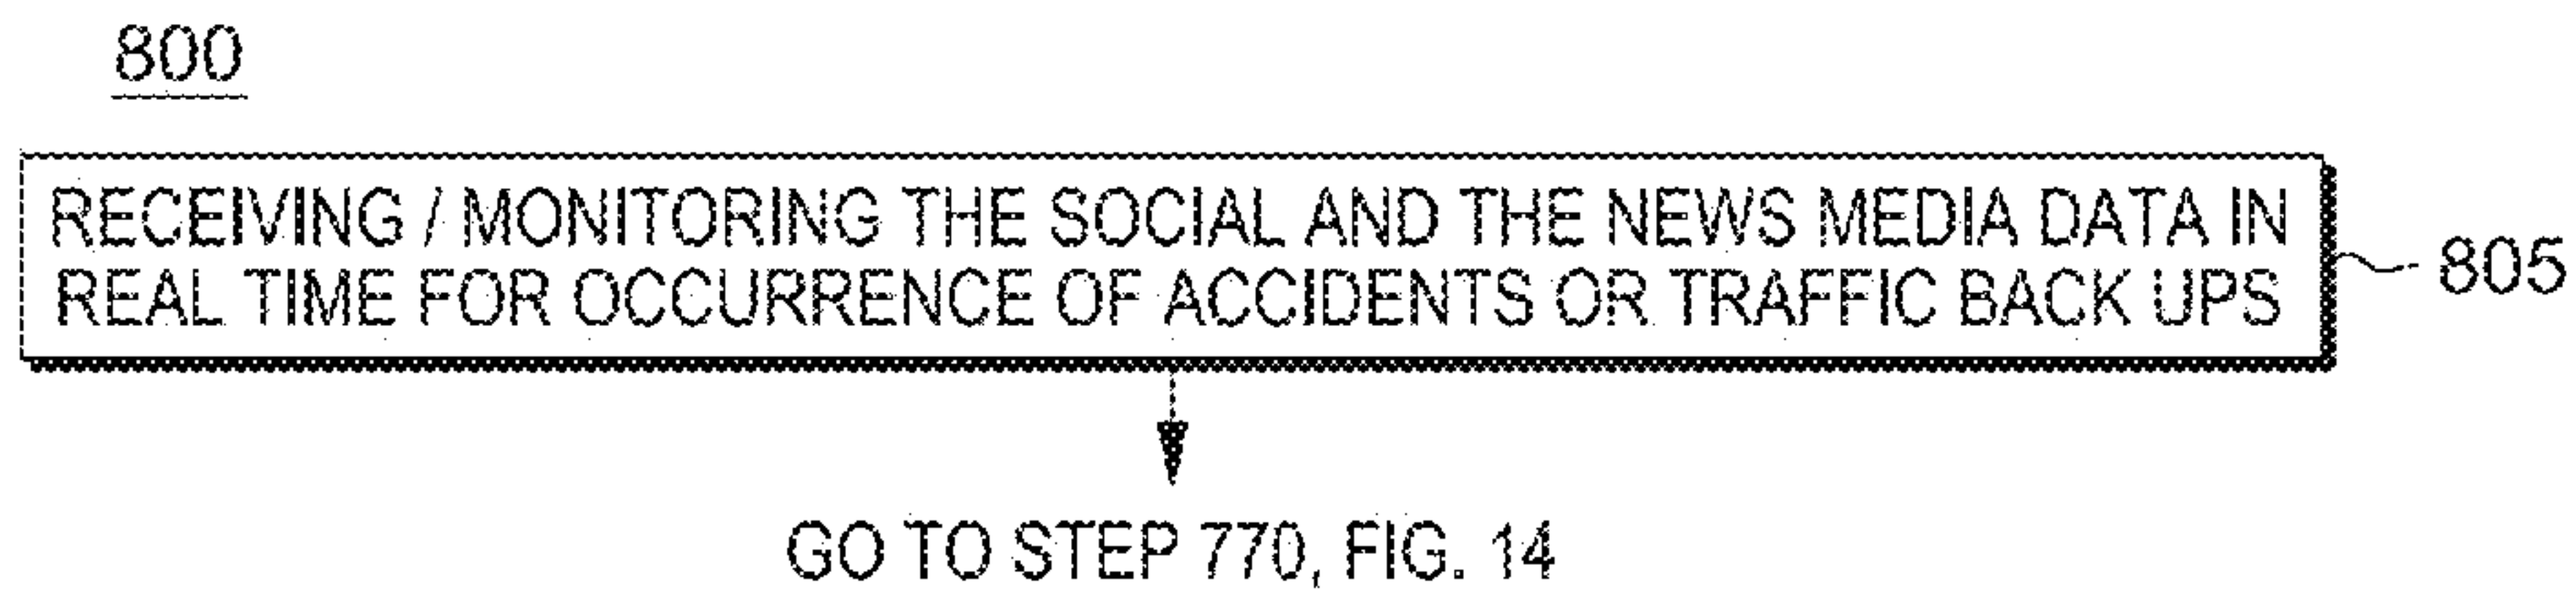 800
RECEIVING / MONITORING THE SOCIAL AND THE NEWS MEDIA DATA IN
REAL TIME FOR OCCURRENCE OF ACCIDENTS OR TRAFFIC BACK UPS
805
GO TO STEP 770, FIG. 14